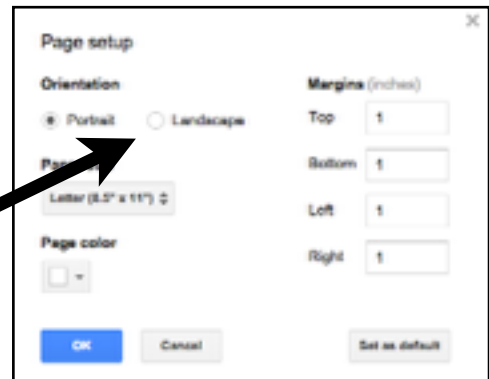 Page setup
Orientation
Portrait
Landscape
Letter (8.5" x 11")
Page color
OK
Cancel
Margins (inches)
Top 1
Bottom 1
Left 1
Right 1
Set as default